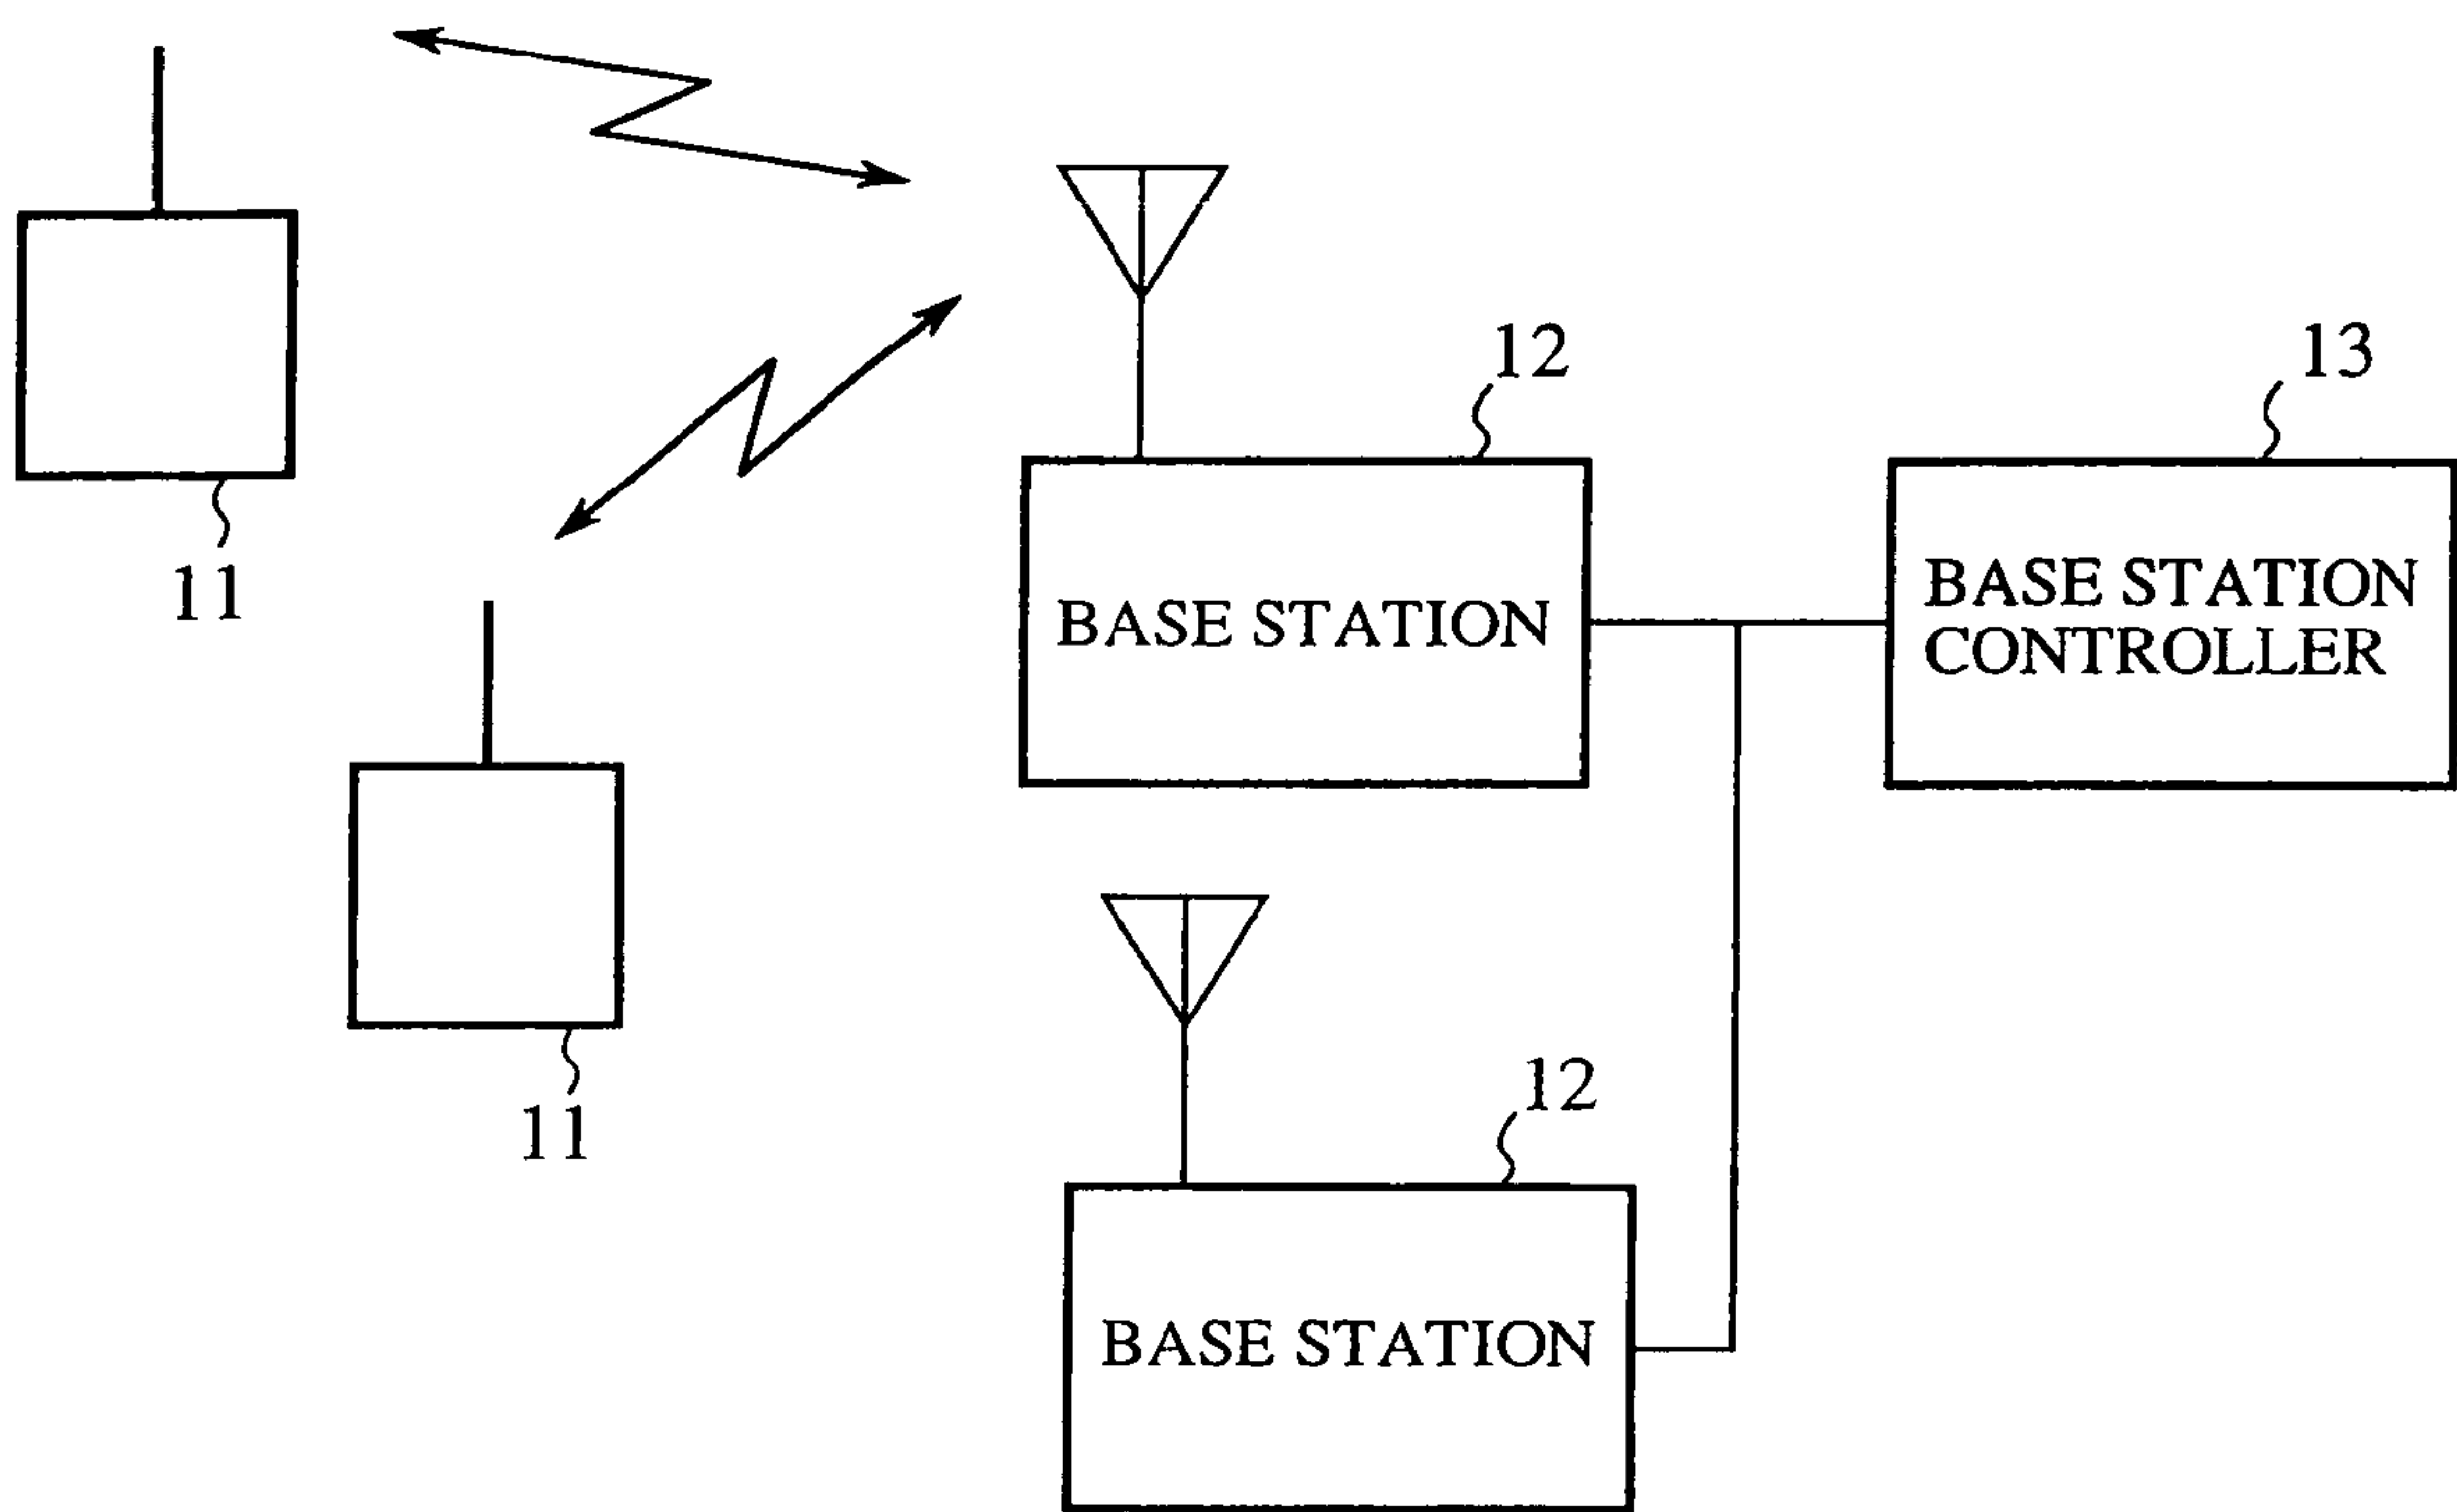 12
13
11
BASE STATION
BASE STATION
CONTROLLER
12
11
BASE STATION